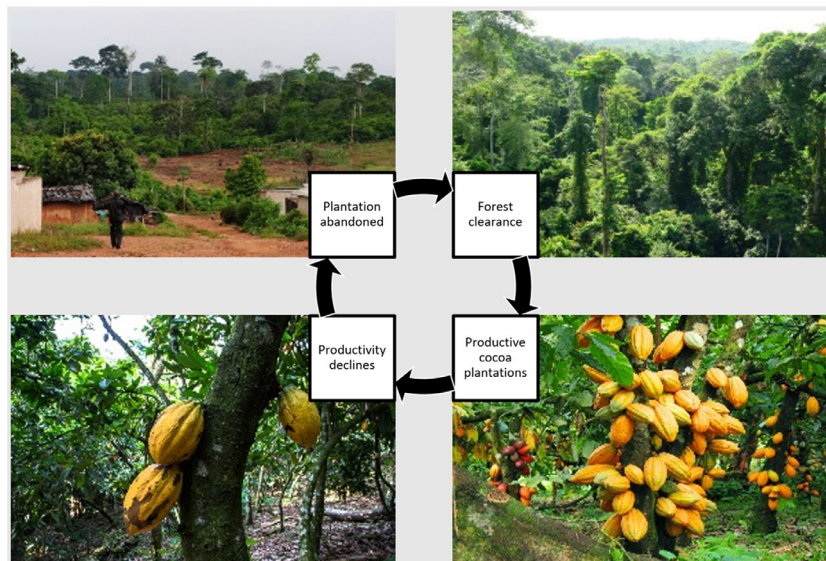 Plantation
abandoned
Forest
clearance
Productivity
declines
Productive
cocoa
plantations